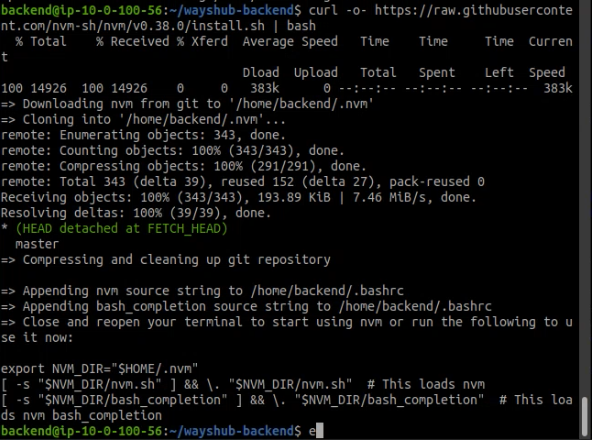 backend@ip-10-0-100-56:~/wayshub-backend$ curl -o- https://raw.githubuserconte
nt.com/nvm-sh/nvm/v0.38.0/install.sh | bash
  % Total    % Received % Xferd  Average Speed   Time    Time     Time  Curren
t
                                 Dload  Upload   Total   Spent    Left  Speed
100 14926  100 14926    0     0   383k      0 --:--:-- --:--:-- --:--:--  383k
=> Downloading nvm from git to '/home/backend/.nvm'
=> Cloning into '/home/backend/.nvm'...
remote: Enumerating objects: 343, done.
remote: Counting objects: 100% (343/343), done.
remote: Compressing objects: 100% (291/291), done.
remote: Total 343 (delta 39), reused 152 (delta 27), pack-reused 0
Receiving objects: 100% (343/343), 193.89 KiB | 7.46 MiB/s, done.
Resolving deltas: 100% (39/39), done.
* (HEAD detached at FETCH_HEAD)
  master
=> Compressing and cleaning up git repository

=> Appending nvm source string to /home/backend/.bashrc
=> Appending bash_completion source string to /home/backend/.bashrc
=> Close and reopen your terminal to start using nvm or run the following to u
se it now:

export NVM_DIR="$HOME/.nvm"
[ -s "$NVM_DIR/nvm.sh" ] && \. "$NVM_DIR/nvm.sh"  # This loads nvm
[ -s "$NVM_DIR/bash_completion" ] && \. "$NVM_DIR/bash_completion"  # This loa
ds nvm bash_completion
backend@ip-10-0-100-56:~/wayshub-backend$ e